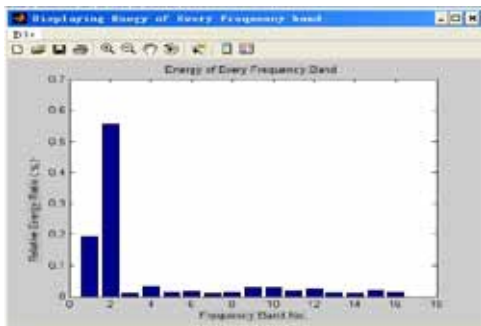 Displaying Energy of Every Frequency band
File
Energy of Every Frequency Band
0.7
0.6
0.5
0.4
0.3
0.2
0.1
0
Relative Energy Rate (%)
0 2 4 6 8 10 12 14 16 18
Frequency Band No.